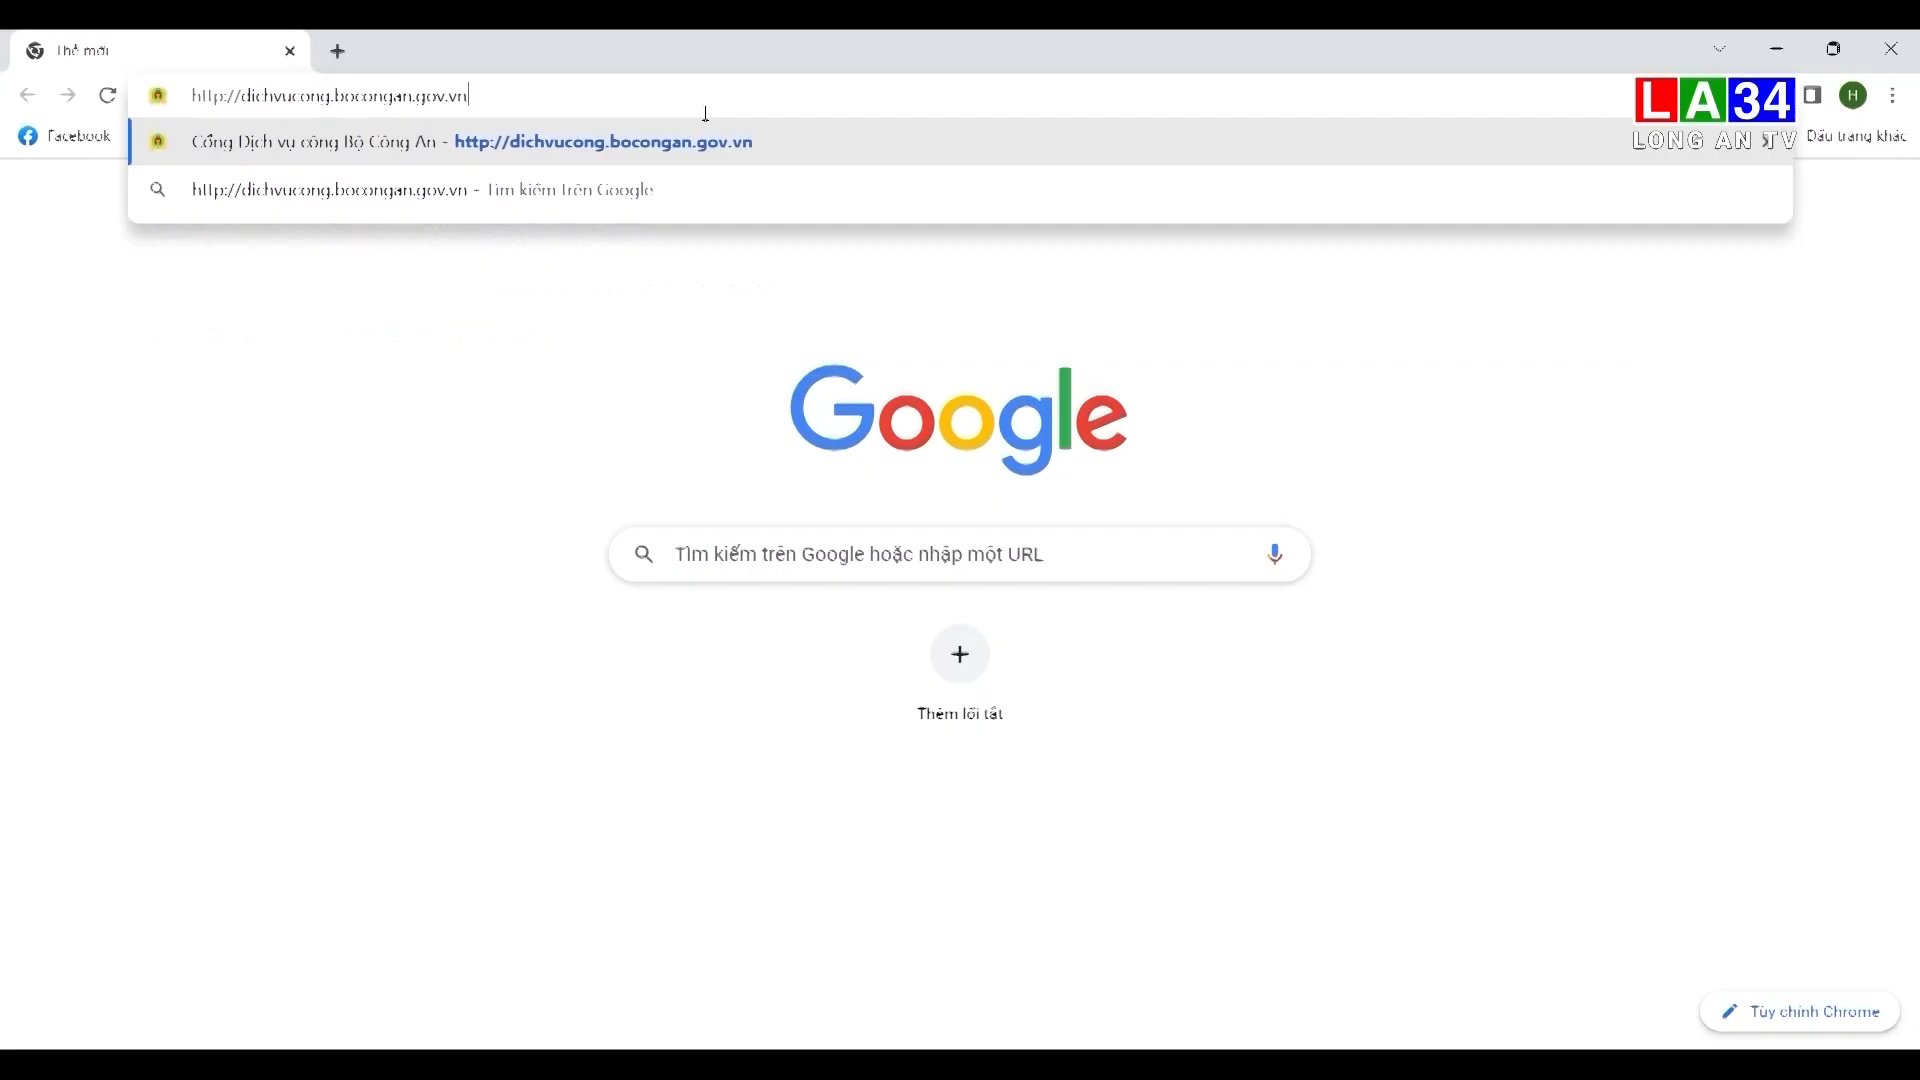 Thẻ mới
http://dichvucong.bocongan.gov.vn
LA34
LONG AN TV
Facebook
Dấu trang khác
Cổng Dịch vụ công Bộ Công An - http://dichvucong.bocongan.gov.vn
http://dichvucong.bocongan.gov.vn - Tìm kiếm trên Google
H
Google
Tìm kiếm trên Google hoặc nhập một URL
Thêm lối tắt
Tùy chỉnh Chrome